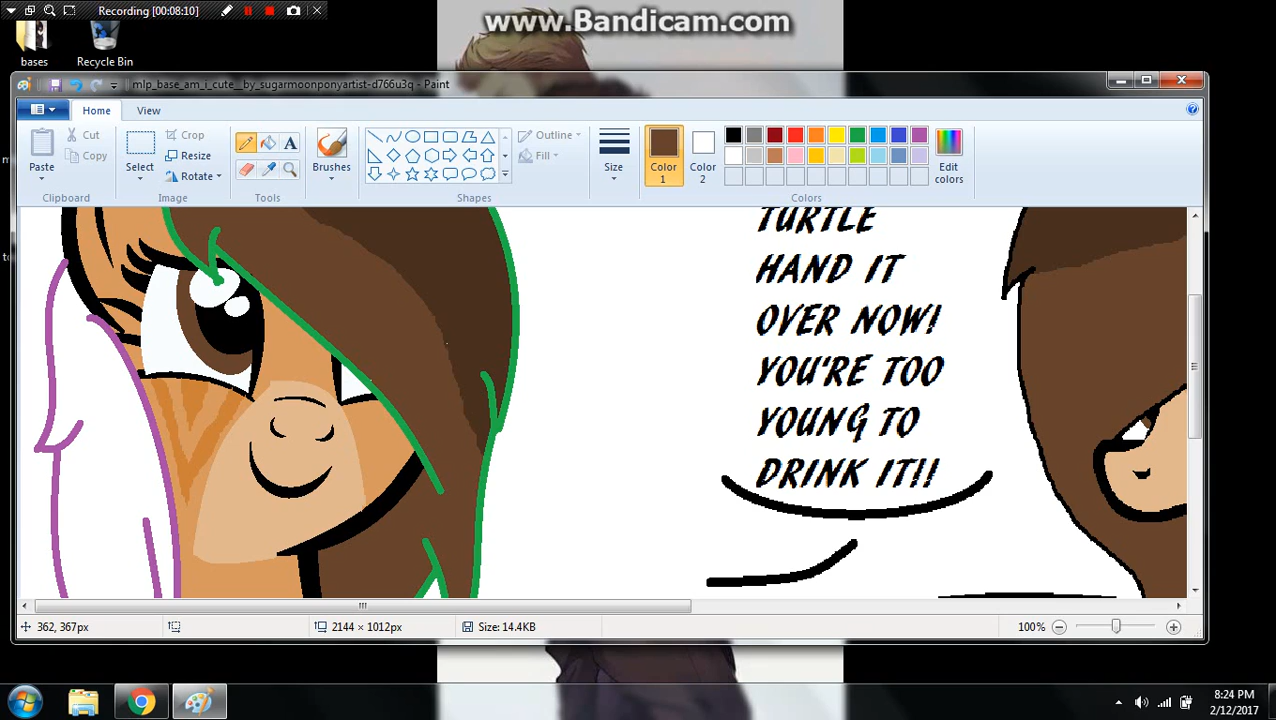 Recording [00:08:10]
www.Bandicam.com
bases
Recycle Bin
mlp_base_am_i_cute__by_sugarmoonponyartist-d766u3q - Paint
Home
View
Paste
Cut
Copy
Clipboard
Select
Crop
Resize
Rotate
Image
Tools
Brushes
Outline
Fill
Shapes
Size
Color 1
Color 2
Edit colors
Colors
TURTLE
HAND IT
OVER NOW!
YOU'RE TOO
YOUNG TO
DRINK IT!!
362, 367px
2144 × 1012px
Size: 14.4KB
100%
8:24 PM
2/12/2017